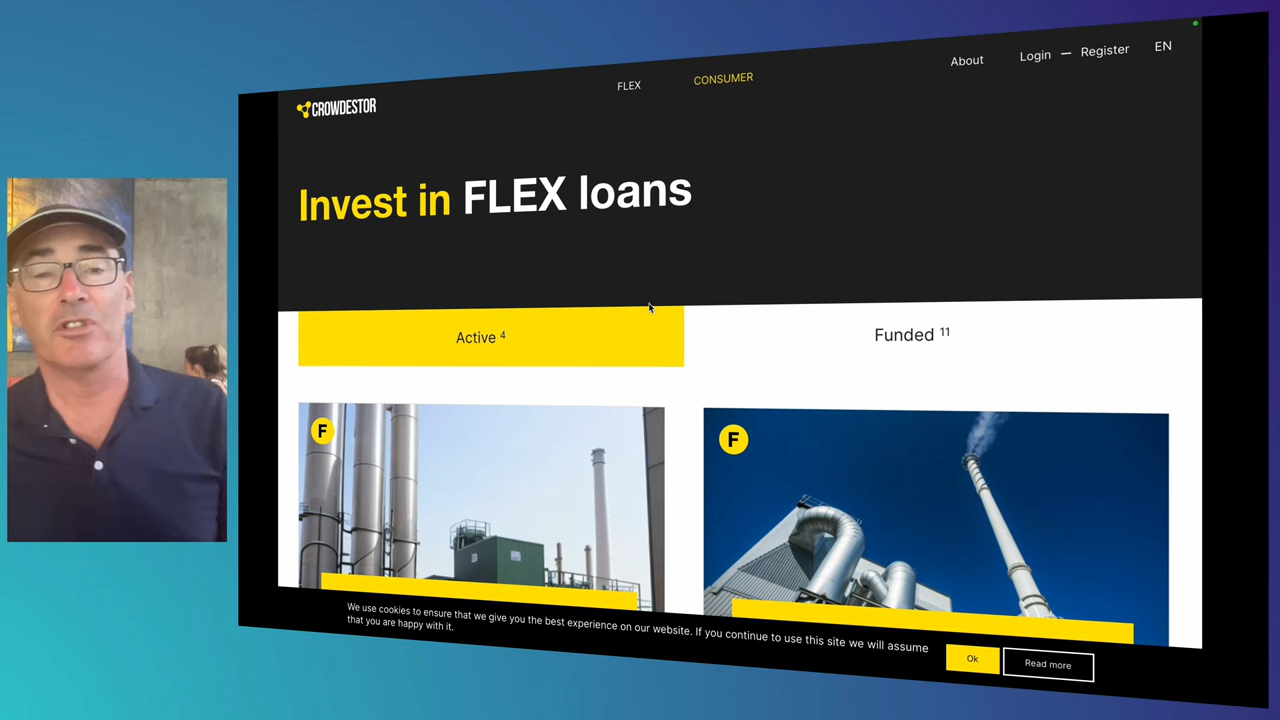 FLEX
CONSUMER
About
Login — Register
EN
CROWDESTOR
Invest in FLEX loans
Active 4
Funded 11
F
F
We use cookies to ensure that we give you the best experience on our website. If you continue to use this site we will assume
that you are happy with it.
Ok
Read more